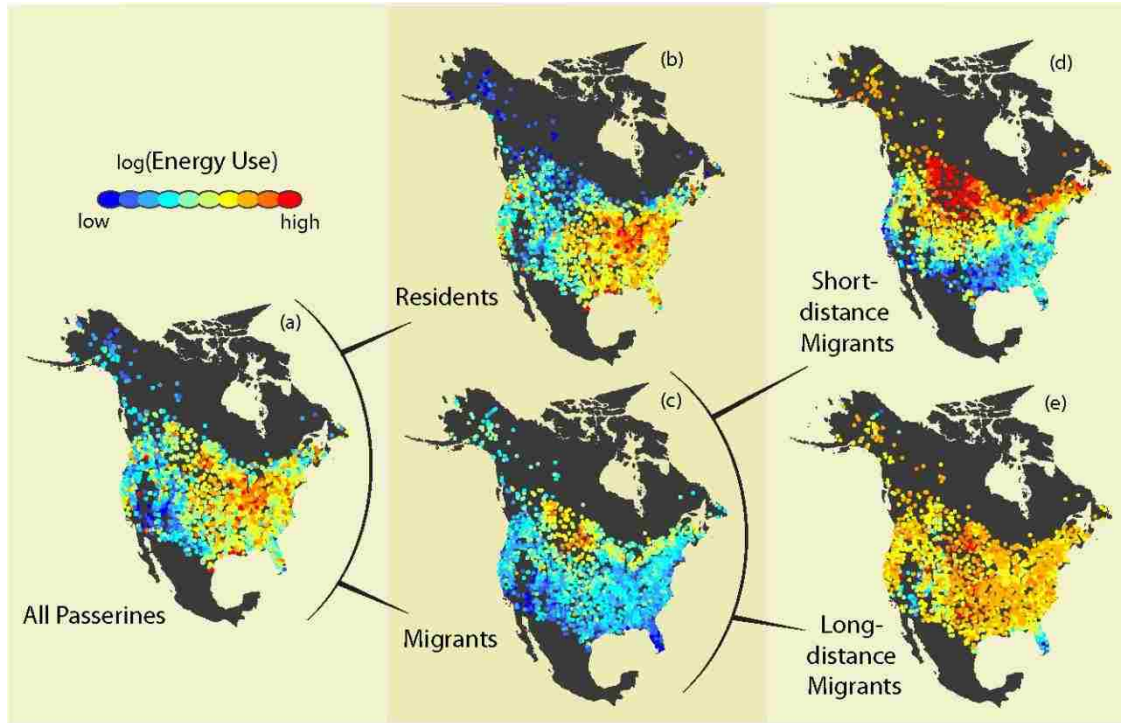 log(Energy Use)
low
high
(a)
All Passerines
(b)
Residents
(c)
Migrants
(d)
Short-
distance
Migrants
(e)
Long-
distance
Migrants